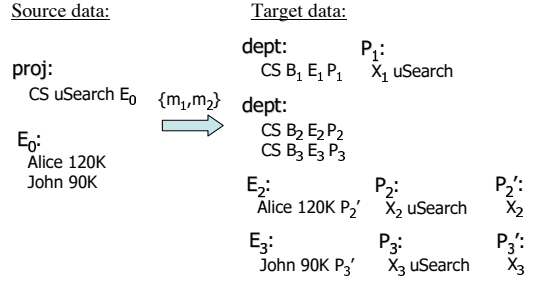 Source data: Target data:
dept: P₁:
CS B₁ E₁ P₁ X₁ uSearch
proj:
CS uSearch E₀ {m₁,m₂}
dept:
CS B₂ E₂ P₂
CS B₃ E₃ P₃
E₀:
Alice 120K
John 90K
E₂: P₂: P₂′:
Alice 120K P₂′ X₂ uSearch X₂
E₃: P₃: P₃′:
John 90K P₃′ X₃ uSearch X₃